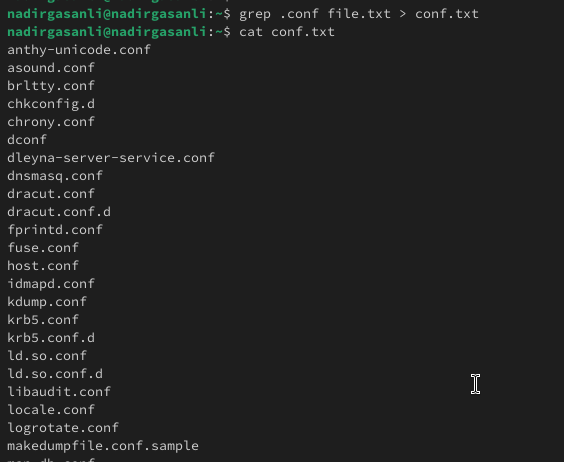 nadirgasanli@nadirgasanli:~$ grep .conf file.txt > conf.txt
nadirgasanli@nadirgasanli:~$ cat conf.txt
anthy-unicode.conf
asound.conf
brltty.conf
chkconfig.d
chrony.conf
dconf
dleyna-server-service.conf
dnsmasq.conf
dracut.conf
dracut.conf.d
fprintd.conf
fuse.conf
host.conf
idmapd.conf
kdump.conf
krb5.conf
krb5.conf.d
ld.so.conf
ld.so.conf.d
libaudit.conf
locale.conf
logrotate.conf
makedumpfile.conf.sample